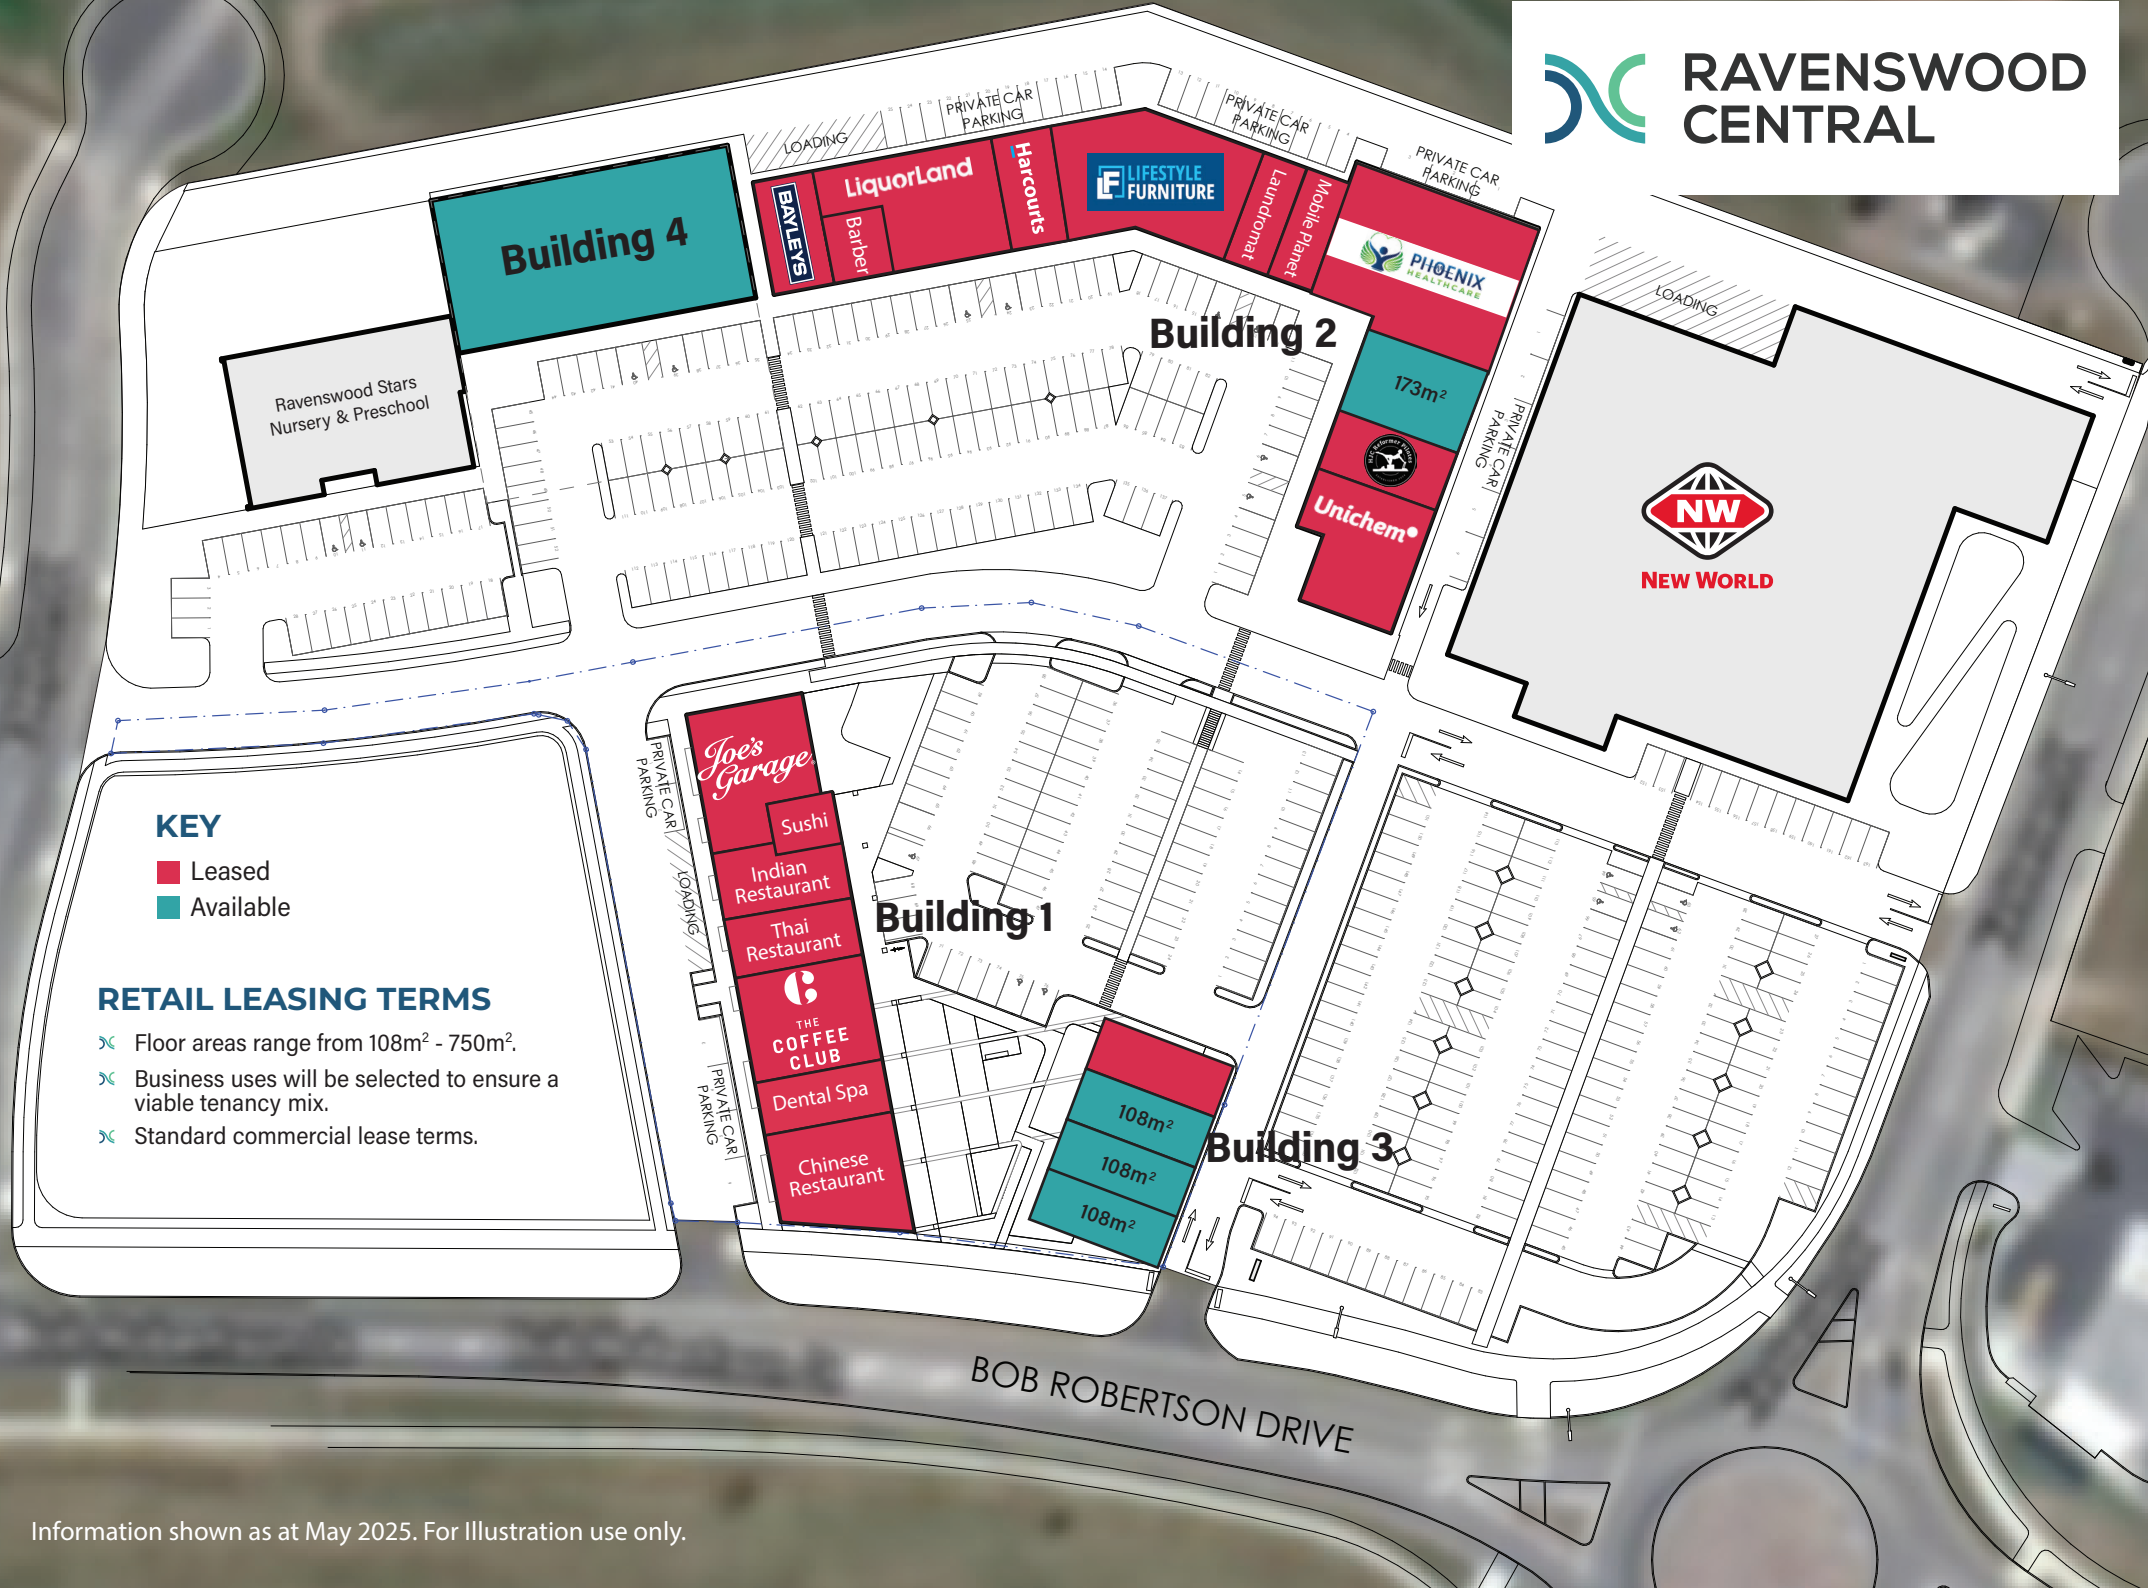 RAVENSWOOD
CENTRAL
PRIVATE CAR
PARKING
PRIVATE CAR
PARKING
PRIVATE CAR
PARKING
LOADING
BAYLEYS
LiquorLand
Barber
Harcourts
LIFESTYLE
FURNITURE
Laundromat
Mobile Planet
PHOENIX
HEALTHCARE
Building 4
Building 2
LOADING
173m²
Reformer Pilates
Unichem
PRIVATE CAR
PARKING
NW
NEW WORLD
Ravenswood Stars
Nursery & Preschool
Joe's
Garage
Sushi
Indian
Restaurant
Thai
Restaurant
THE
COFFEE
CLUB
Dental Spa
Chinese
Restaurant
PRIVATE CAR
PARKING
LOADING
PRIVATE CAR
PARKING
Building 1
108m²
108m²
108m²
Building 3
KEY
Leased
Available
RETAIL LEASING TERMS
Floor areas range from 108m² - 750m².
Business uses will be selected to ensure a
viable tenancy mix.
Standard commercial lease terms.
BOB ROBERTSON DRIVE
Information shown as at May 2025. For Illustration use only.